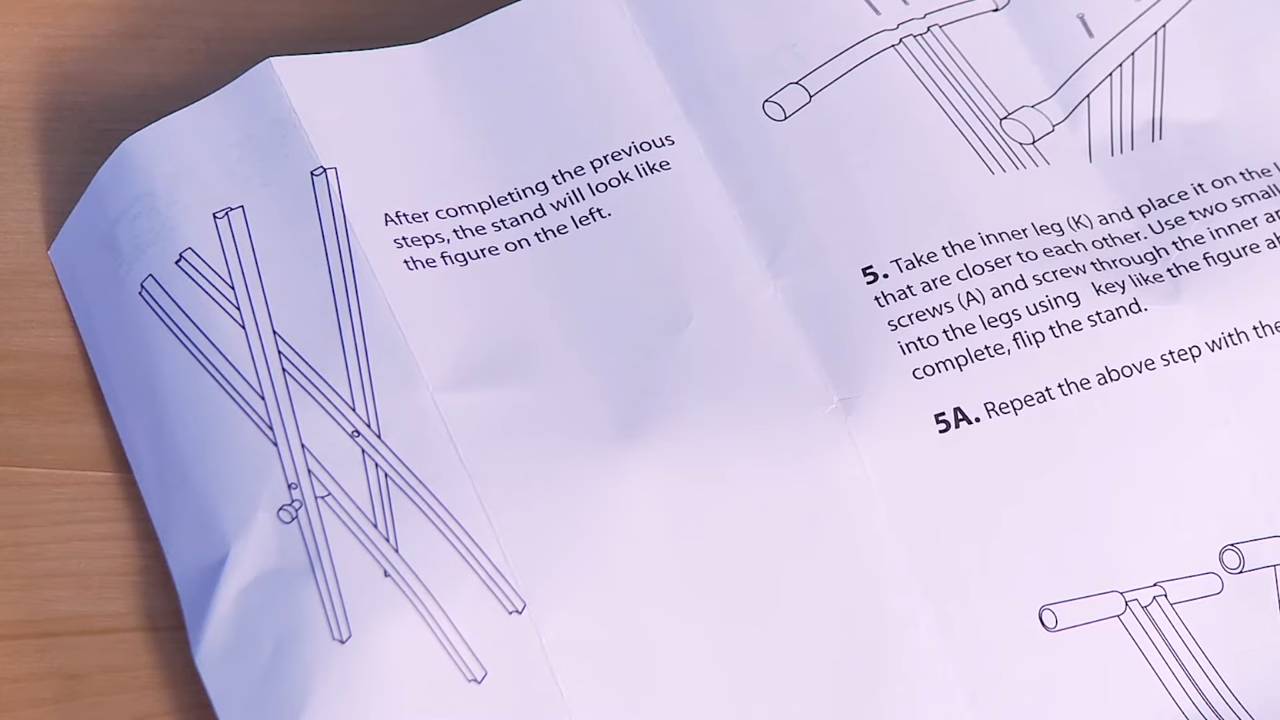 After completing the previous
steps, the stand will look like
the figure on the left.
5. Take the inner leg (K) and place it on the
that are closer to each other. Use two small
screws (A) and screw through the inner
into the legs using key like the figure
complete, flip the stand.
5A. Repeat the above step with the